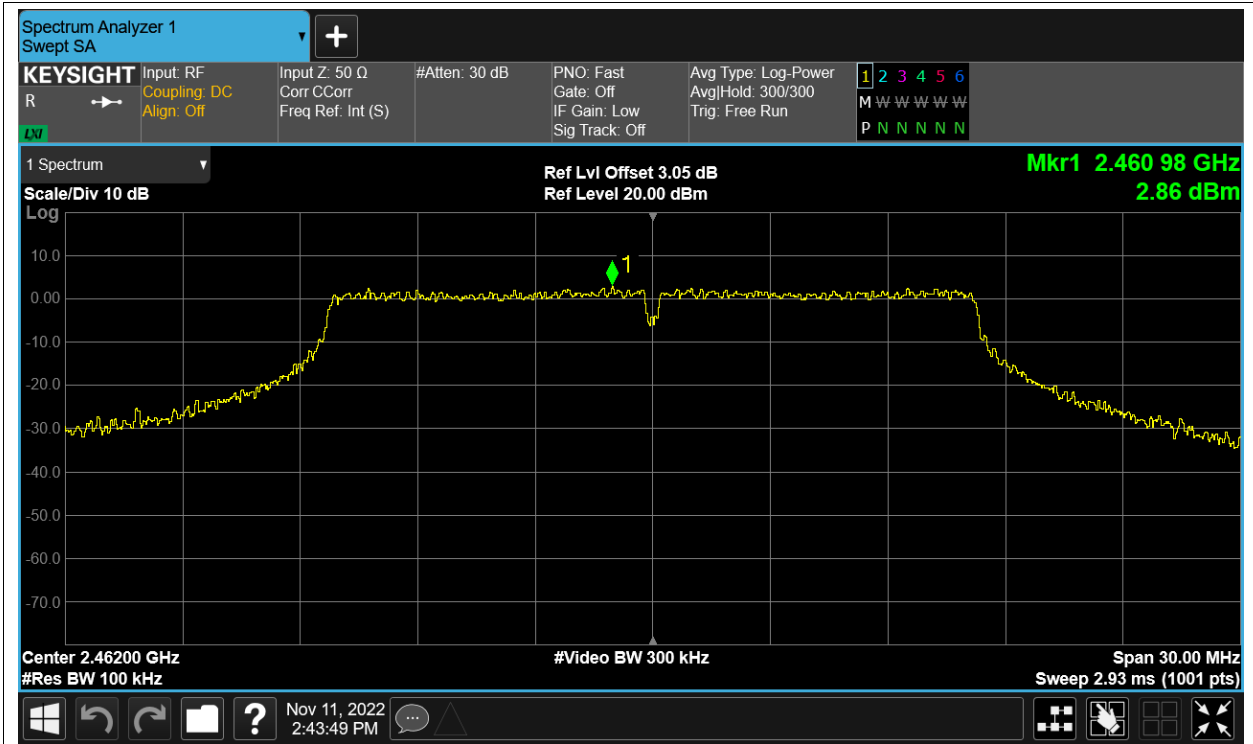 Spectrum Analyzer 1
Swept SA
KEYSIGHT
R
LXI
Input: RF
Coupling: DC
Align: Off
Input Z: 50 Ω
Corr CCorr
Freq Ref: Int (S)
#Atten: 30 dB
PNO: Fast
Gate: Off
IF Gain: Low
Sig Track: Off
Avg Type: Log-Power
Avg|Hold: 300/300
Trig: Free Run
1 2 3 4 5 6
M W W W W W
P N N N N N
1 Spectrum
Scale/Div 10 dB
Log
Ref Lvl Offset 3.05 dB
Ref Level 20.00 dBm
Mkr1 2.460 98 GHz
2.86 dBm
1
10.0
0.00
-10.0
-20.0
-30.0
-40.0
-50.0
-60.0
-70.0
Center 2.46200 GHz
#Res BW 100 kHz
#Video BW 300 kHz
Span 30.00 MHz
Sweep 2.93 ms (1001 pts)
?
Nov 11, 2022
2:43:49 PM